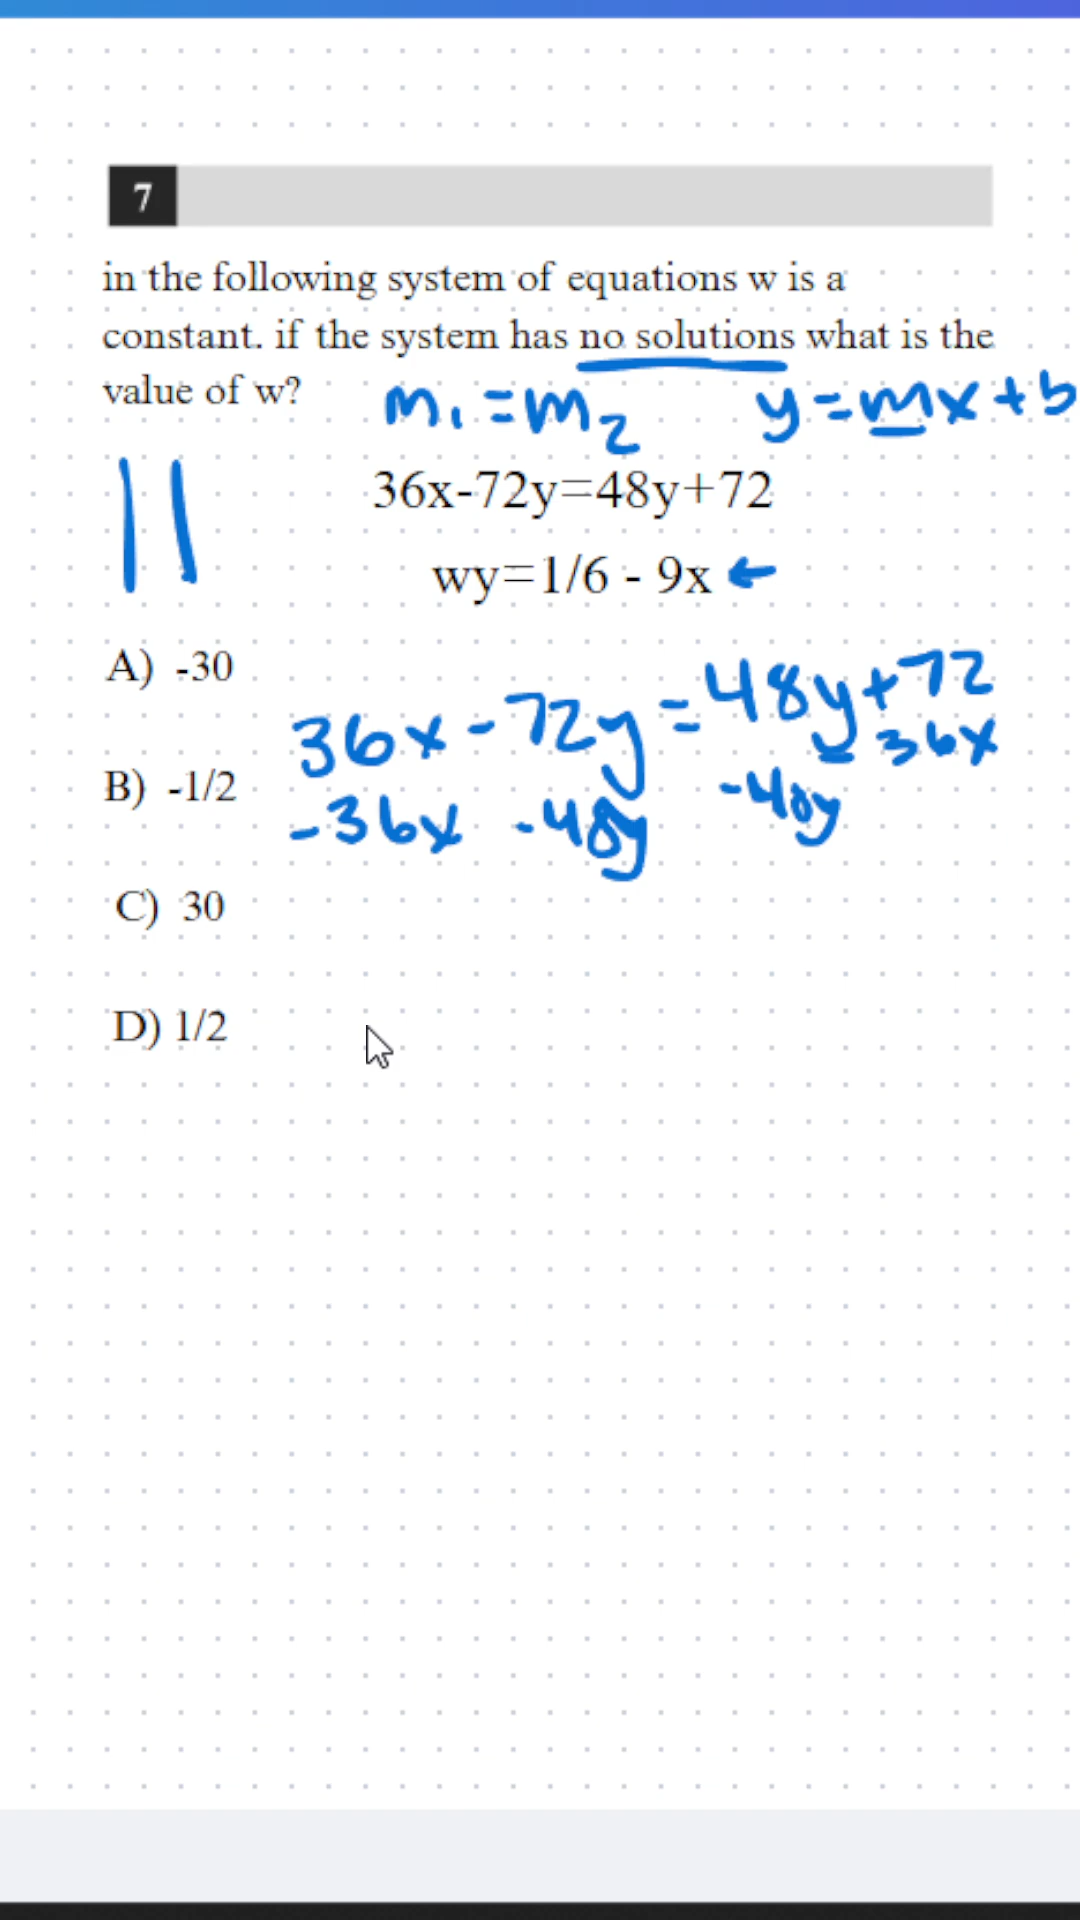 7
in the following system of equations w is a
constant. if the system has no solutions what is the
value of w?
m₁=m₂ y=mx+b
36x-72y=48y+72
wy=1/6 - 9x ←
A) -30
36x-72y=48y+72
-36x -48y -48y -36x
B) -1/2
C) 30
D) 1/2